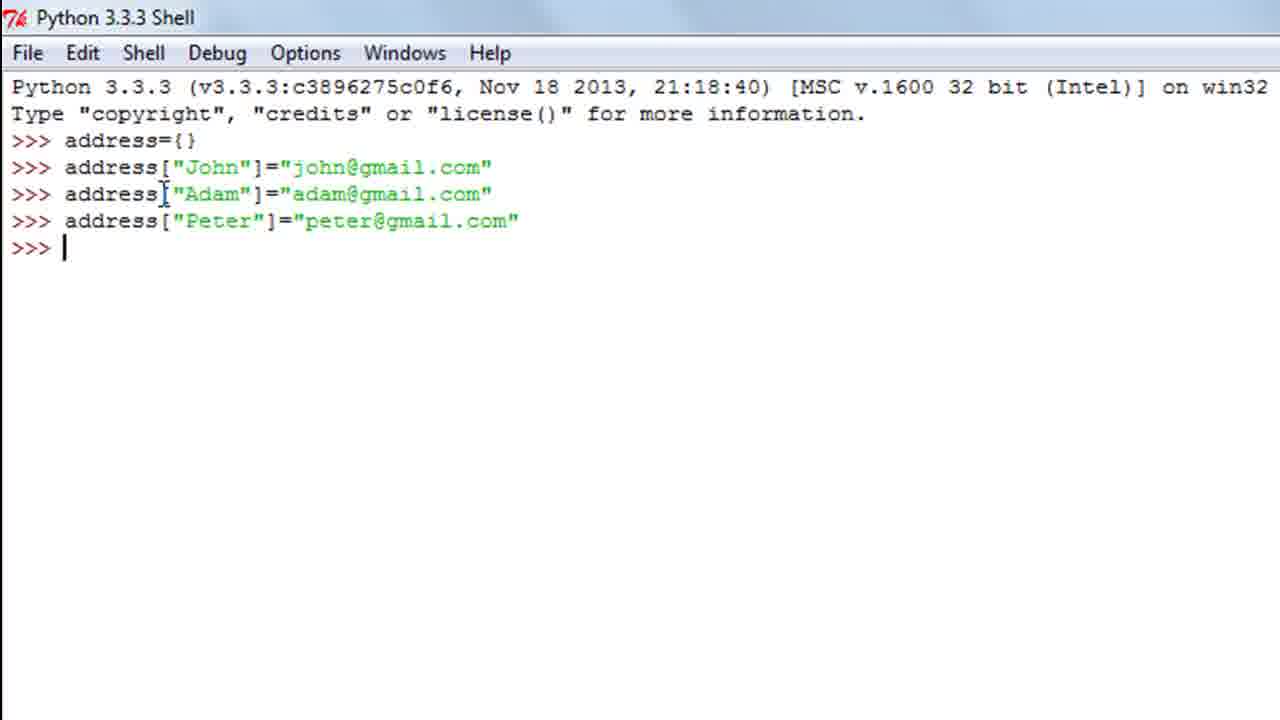 Python 3.3.3 Shell
File Edit Shell Debug Options Windows Help
Python 3.3.3 (v3.3.3:c3896275c0f6, Nov 18 2013, 21:18:40) [MSC v.1600 32 bit (Intel)] on win32
Type "copyright", "credits" or "license()" for more information.
>>> address={}
>>> address["John"]="john@gmail.com"
>>> address["Adam"]="adam@gmail.com"
>>> address["Peter"]="peter@gmail.com"
>>>